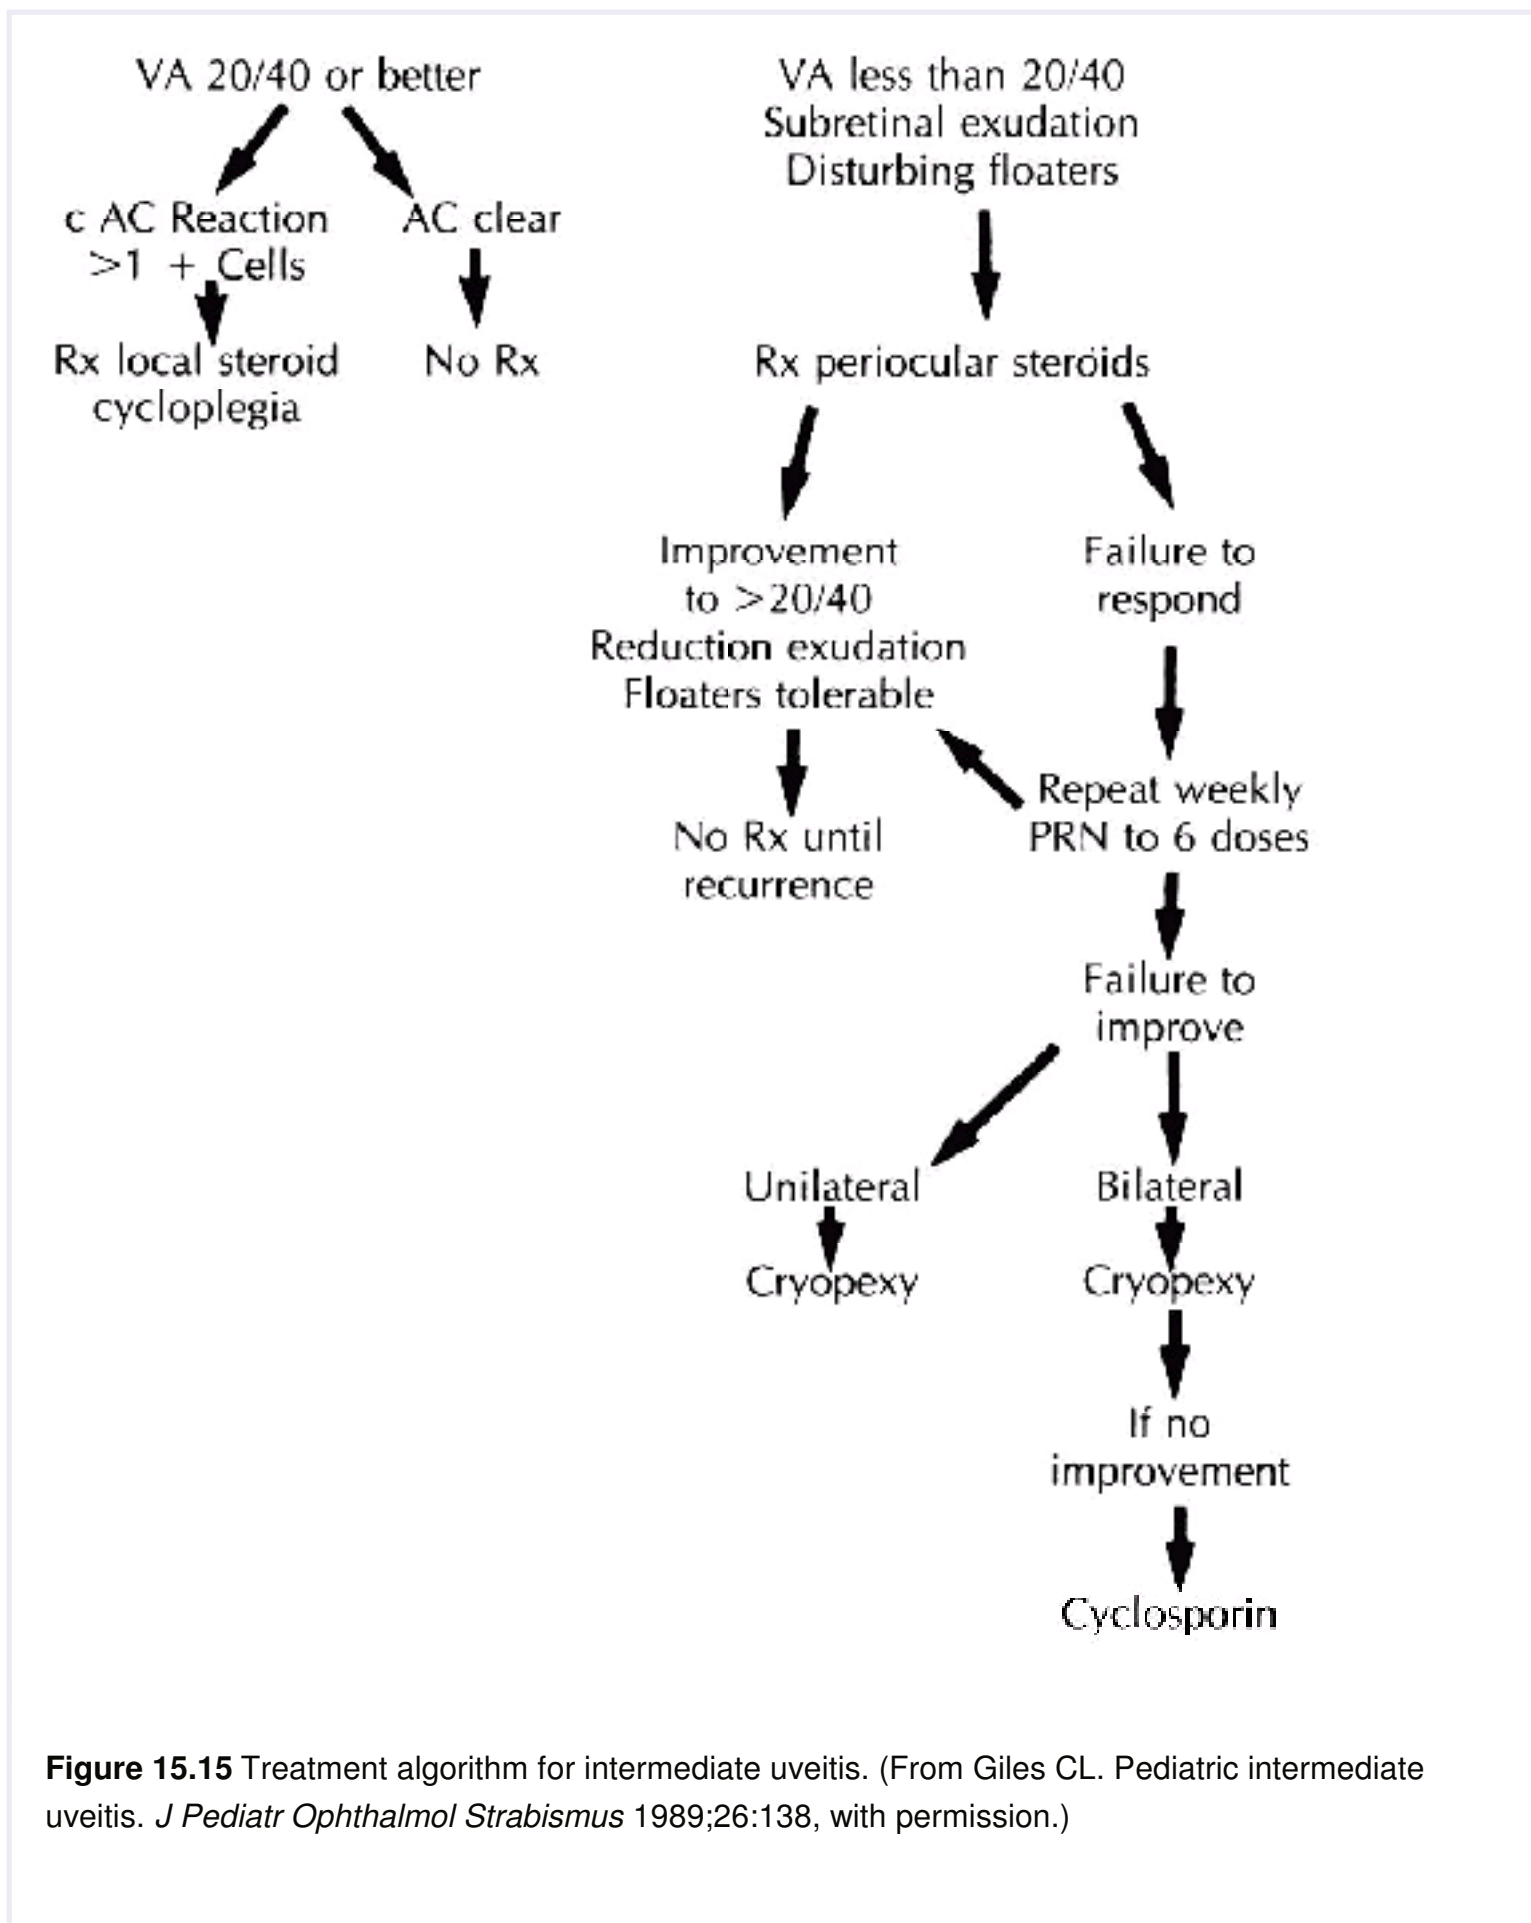 VA 20/40 or better
c AC Reaction
>1 + Cells
Rx local steroid
cycloplegia
AC clear
No Rx
VA less than 20/40
Subretinal exudation
Disturbing floaters
Rx periocular steroids
Improvement
to >20/40
Reduction exudation
Floaters tolerable
No Rx until
recurrence
Failure to
respond
Repeat weekly
PRN to 6 doses
Failure to
improve
Unilateral
Cryopexy
Bilateral
Cryopexy
If no
improvement
Cyclosporin
Figure 15.15 Treatment algorithm for intermediate uveitis. (From Giles CL. Pediatric intermediate
uveitis. J Pediatr Ophthalmol Strabismus 1989;26:138, with permission.)